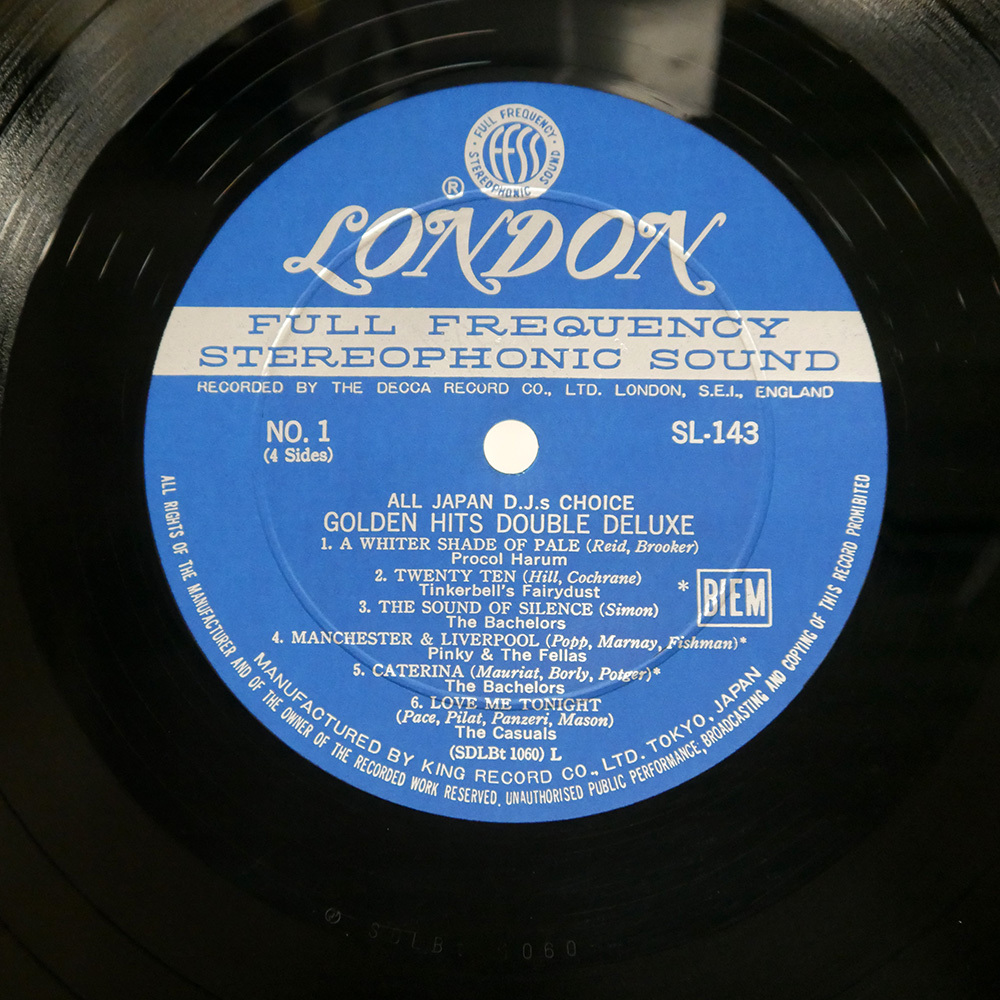 FULL FREQUENCY
ffss
STEREOPHONIC SOUND
®
LONDON
FULL FREQUENCY
STEREOPHONIC SOUND
RECORDED BY THE DECCA RECORD CO., LTD. LONDON, S.E.I., ENGLAND
NO. 1
(4 Sides)
SL-143
ALL JAPAN D.J.s CHOICE
GOLDEN HITS DOUBLE DELUXE
1. A WHITER SHADE OF PALE (Reid, Brooker)
Procol Harum
2. TWENTY TEN (Hill, Cochrane)
Tinkerbell's Fairydust
* BIEM
3. THE SOUND OF SILENCE (Simon)
The Bachelors
4. MANCHESTER & LIVERPOOL (Popp, Marnay, Fishman)*
Pinky & The Fellas
5. CATERINA (Mauriat, Borly, Potger)*
The Bachelors
6. LOVE ME TONIGHT
(Pace, Pilat, Panzeri, Mason)
The Casuals
(SDLBt 1060) L
MANUFACTURED BY KING RECORD CO., LTD. TOKYO, JAPAN
ALL RIGHTS OF THE MANUFACTURER AND OF THE OWNER OF THE RECORDED WORK RESERVED. UNAUTHORISED PUBLIC PERFORMANCE, BROADCASTING AND COPYING OF THIS RECORD PROHIBITED
060